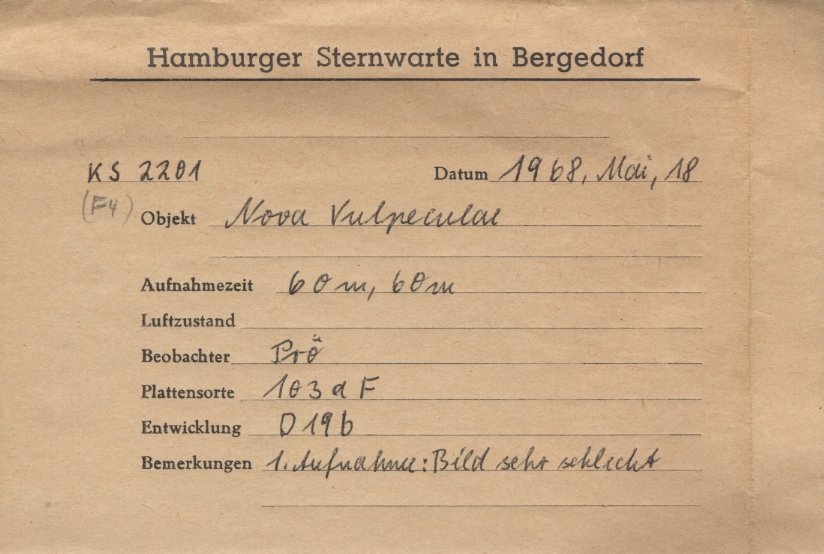 Hamburger Sternwarte in Bergedorf
KS 2201 Datum 1968, Mai, 18
(F4) Objekt Nova Vulpeculae
Aufnahmezeit 60m, 60m
Luftzustand
Beobachter Prö
Plattensorte 103aF
Entwicklung D19b
Bemerkungen 1. Aufnahme: Bild sehr schlecht